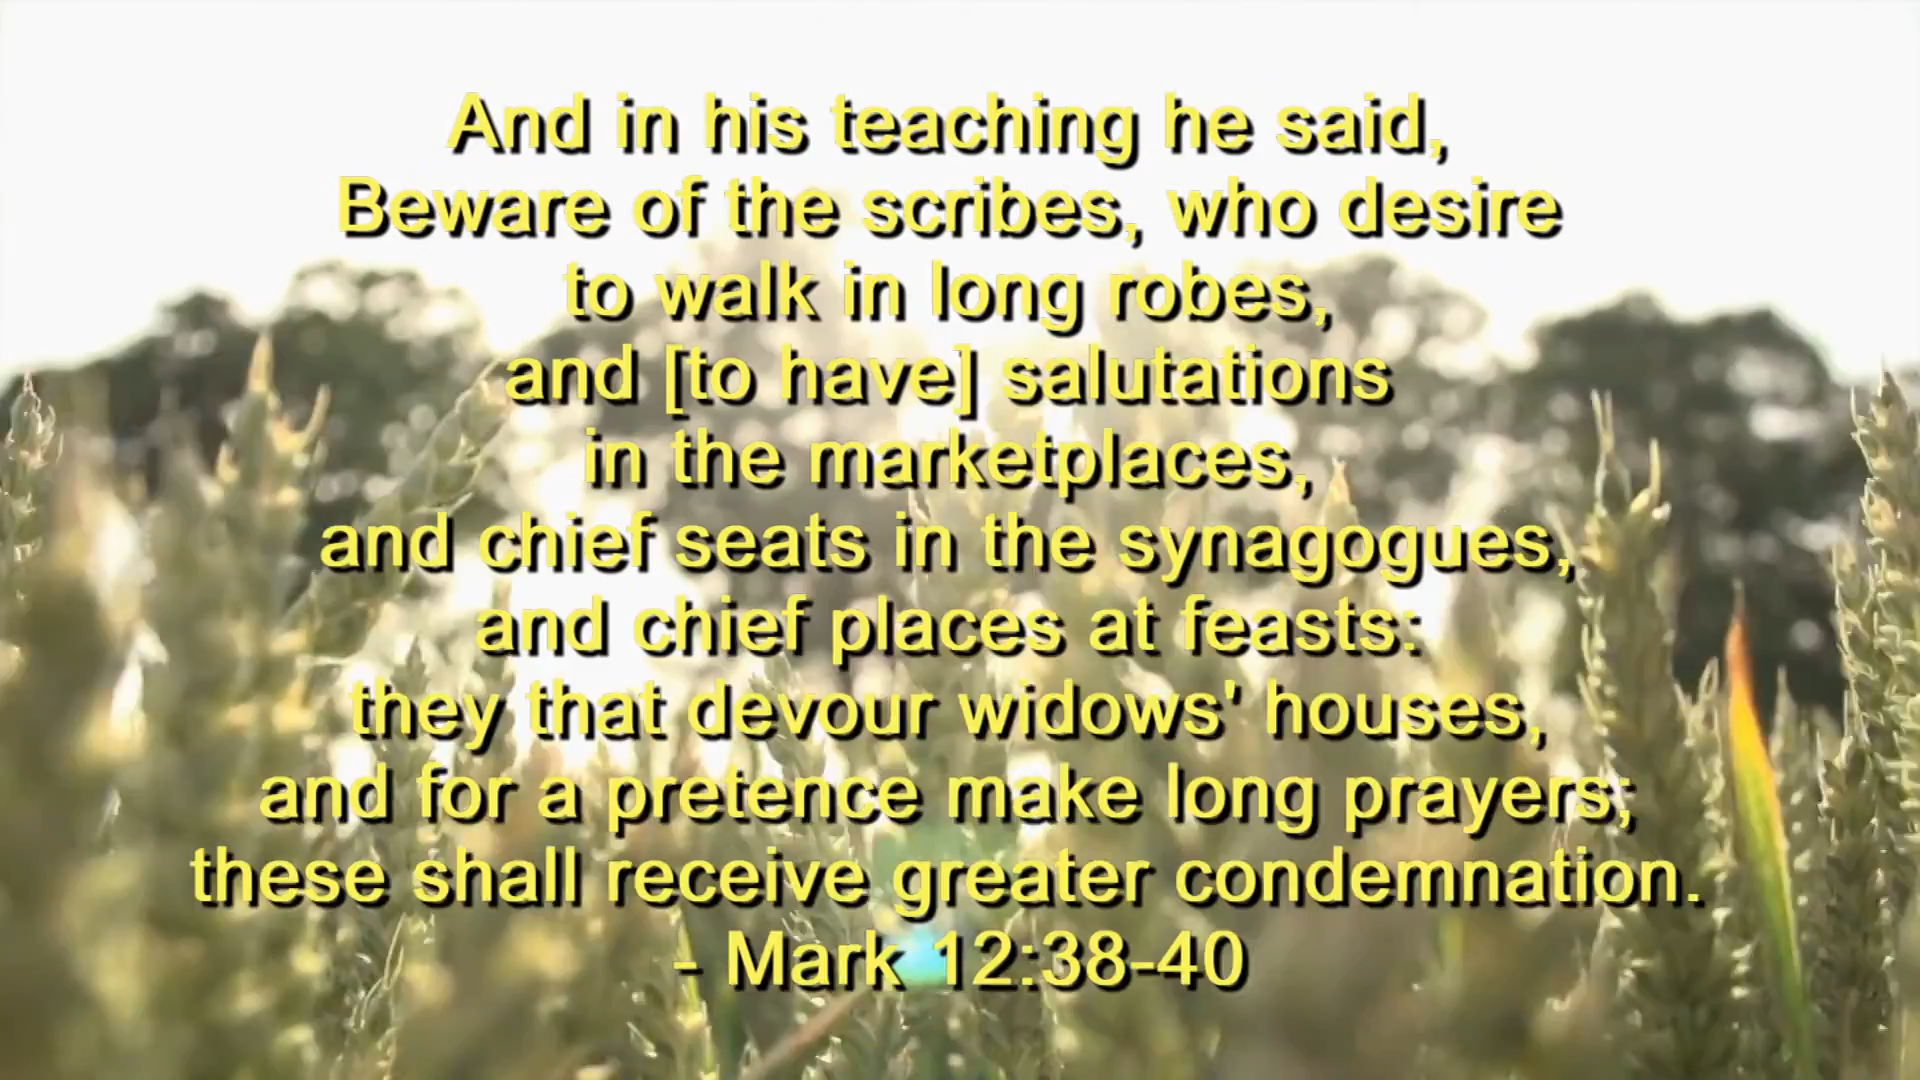 And in his teaching he said,
Beware of the scribes, who desire
to walk in long robes,
and [to have] salutations
in the marketplaces,
and chief seats in the synagogues,
and chief places at feasts:
they that devour widows' houses,
and for a pretence make long prayers;
these shall receive greater condemnation.
- Mark 12:38-40